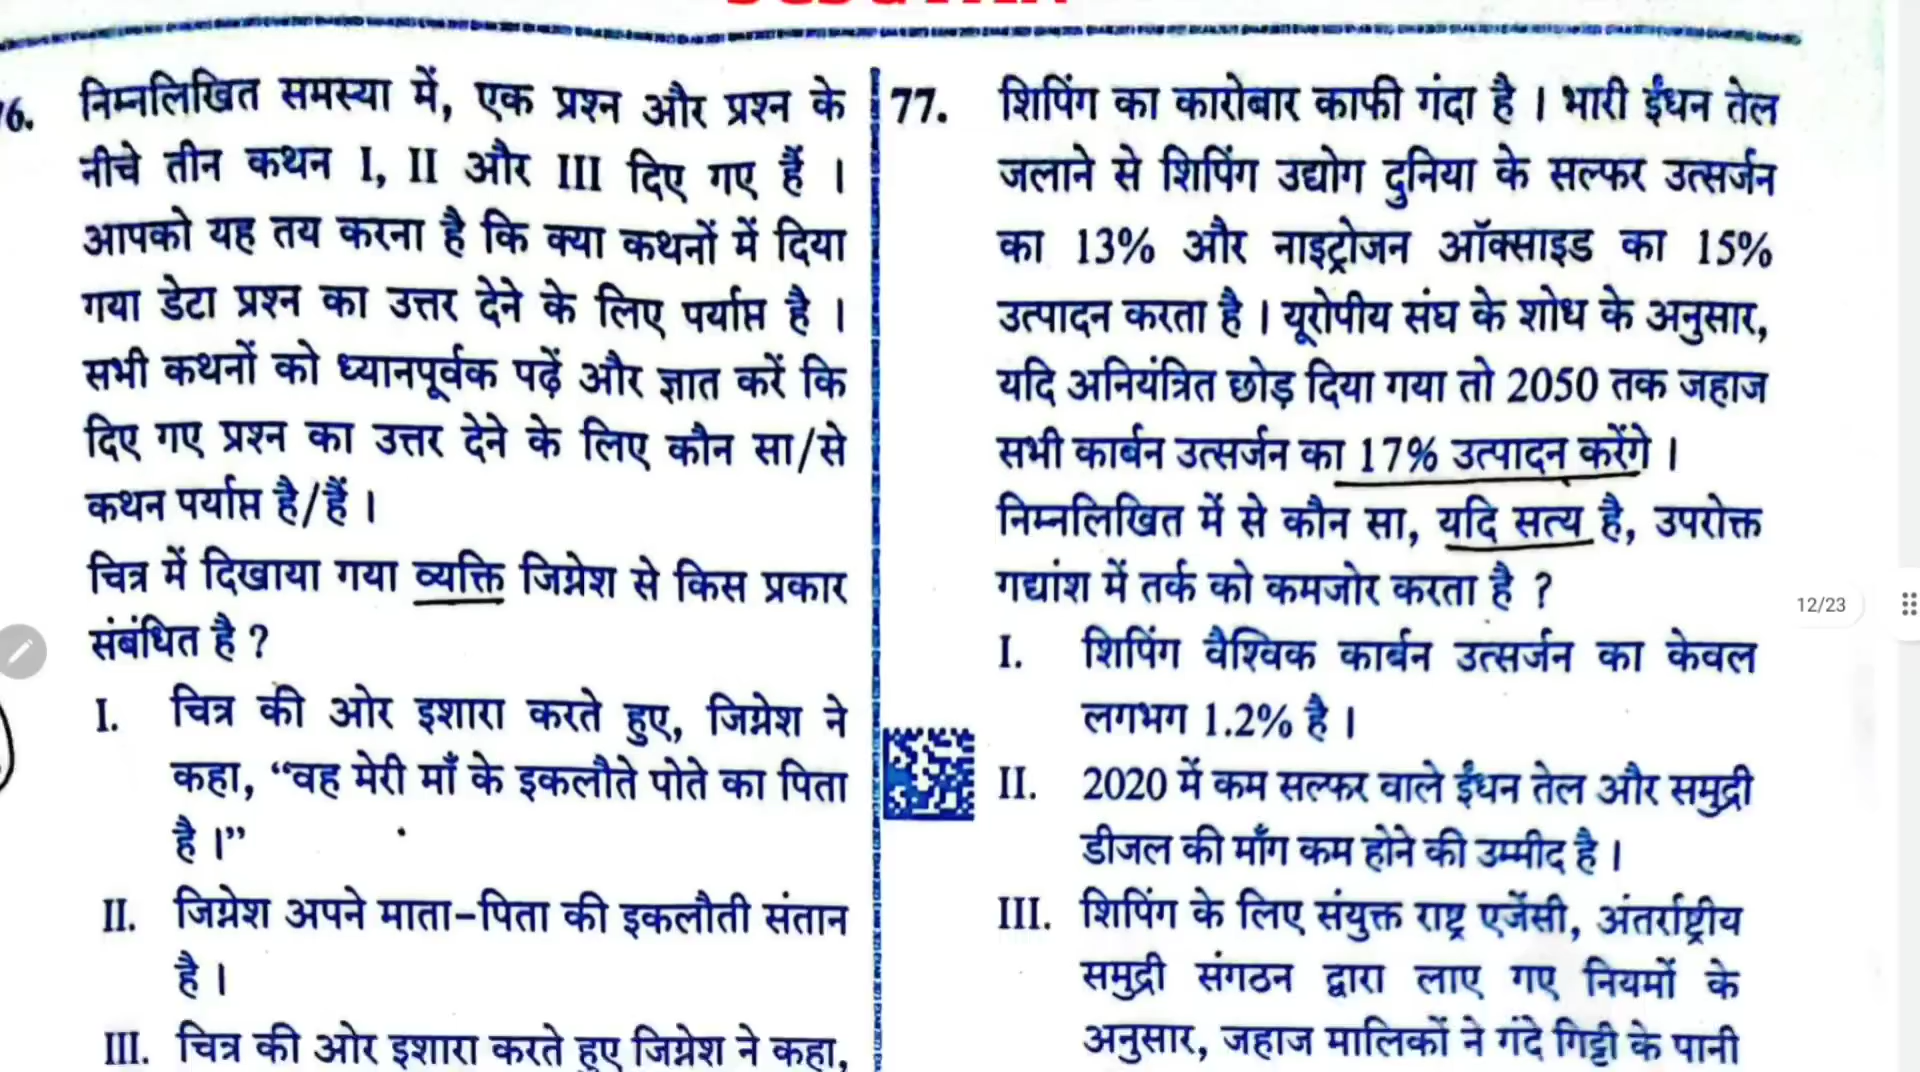 6. निम्नलिखित समस्या में, एक प्रश्न और प्रश्न के
नीचे तीन कथन I, II और III दिए गए हैं ।
आपको यह तय करना है कि क्या कथनों में दिया
गया डेटा प्रश्न का उत्तर देने के लिए पर्याप्त है ।
सभी कथनों को ध्यानपूर्वक पढ़ें और ज्ञात करें कि
दिए गए प्रश्न का उत्तर देने के लिए कौन सा/से
कथन पर्याप्त है/हैं ।
चित्र में दिखाया गया व्यक्ति जिग्नेश से किस प्रकार
संबंधित है ?
I. चित्र की ओर इशारा करते हुए, जिग्नेश ने
कहा, “वह मेरी माँ के इकलौते पोते का पिता
है ।”
II. जिग्नेश अपने माता-पिता की इकलौती संतान
है ।
III. चित्र की ओर इशारा करते हुए जिग्नेश ने कहा,
77. शिपिंग का कारोबार काफी गंदा है । भारी ईंधन तेल
जलाने से शिपिंग उद्योग दुनिया के सल्फर उत्सर्जन
का 13% और नाइट्रोजन ऑक्साइड का 15%
उत्पादन करता है । यूरोपीय संघ के शोध के अनुसार,
यदि अनियंत्रित छोड़ दिया गया तो 2050 तक जहाज
सभी कार्बन उत्सर्जन का 17% उत्पादन करेंगे ।
निम्नलिखित में से कौन सा, यदि सत्य है, उपरोक्त
गद्यांश में तर्क को कमजोर करता है ?
I. शिपिंग वैश्विक कार्बन उत्सर्जन का केवल
लगभग 1.2% है ।
II. 2020 में कम सल्फर वाले ईंधन तेल और समुद्री
डीजल की माँग कम होने की उम्मीद है ।
III. शिपिंग के लिए संयुक्त राष्ट्र एजेंसी, अंतर्राष्ट्रीय
समुद्री संगठन द्वारा लाए गए नियमों के
अनुसार, जहाज मालिकों ने गंदे गिट्टी के पानी
12/23